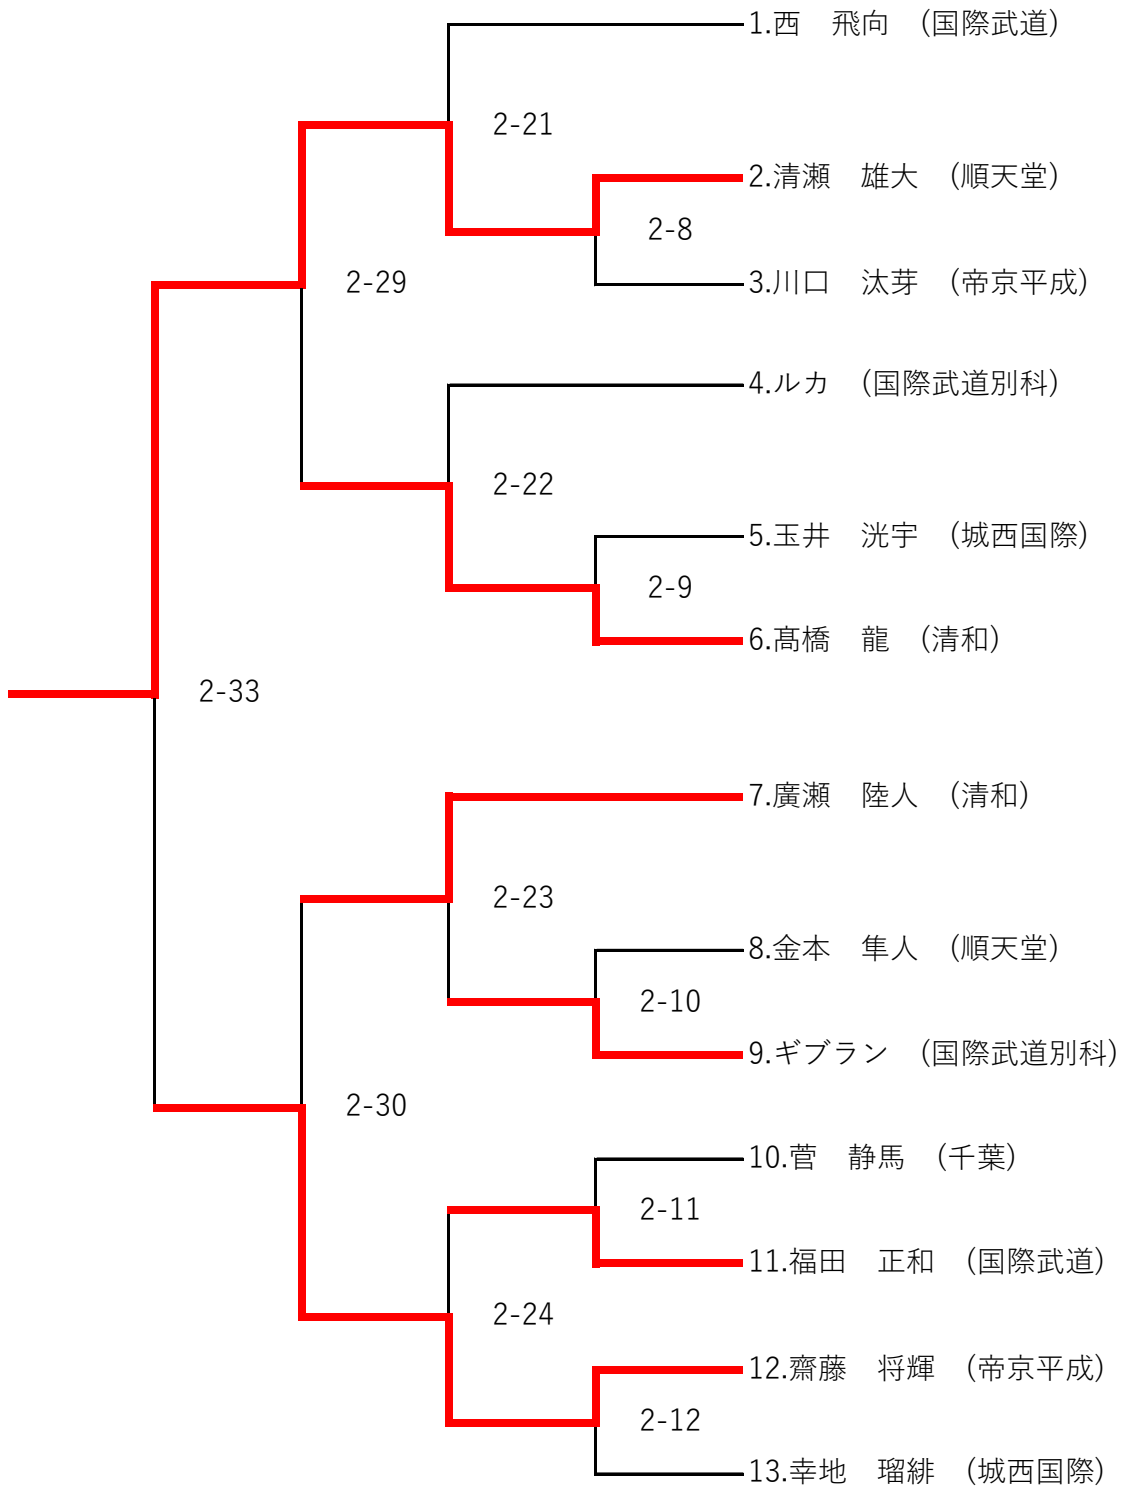 1.西　飛向　（国際武道）
2-21
2.清瀬　雄大　（順天堂）
2-8
3.川口　汰芽　（帝京平成）
2-29
4.ルカ　（国際武道別科）
2-22
5.玉井　洸宇　（城西国際）
2-9
6.髙橋　龍　（清和）
2-33
7.廣瀬　陸人　（清和）
2-23
8.金本　隼人　（順天堂）
2-10
9.ギブラン　（国際武道別科）
2-30
10.菅　静馬　（千葉）
2-11
11.福田　正和　（国際武道）
2-24
12.齋藤　将輝　（帝京平成）
2-12
13.幸地　瑠緋　（城西国際）